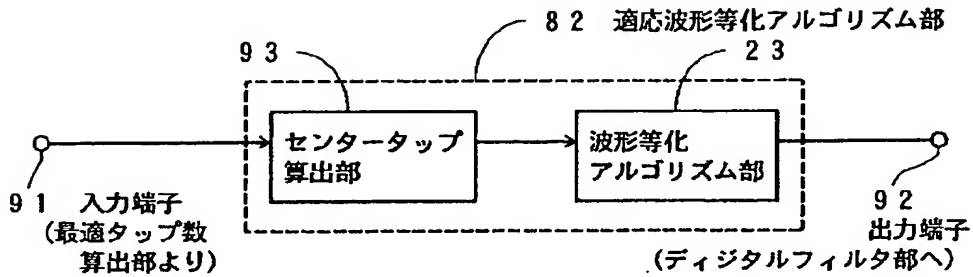 ８２ 適応波形等化アルゴリズム部
９３
２３
センタータップ
算出部
波形等化
アルゴリズム部
９１ 入力端子
（最適タップ数
算出部より）
９２
出力端子
（ディジタルフィルタ部へ）